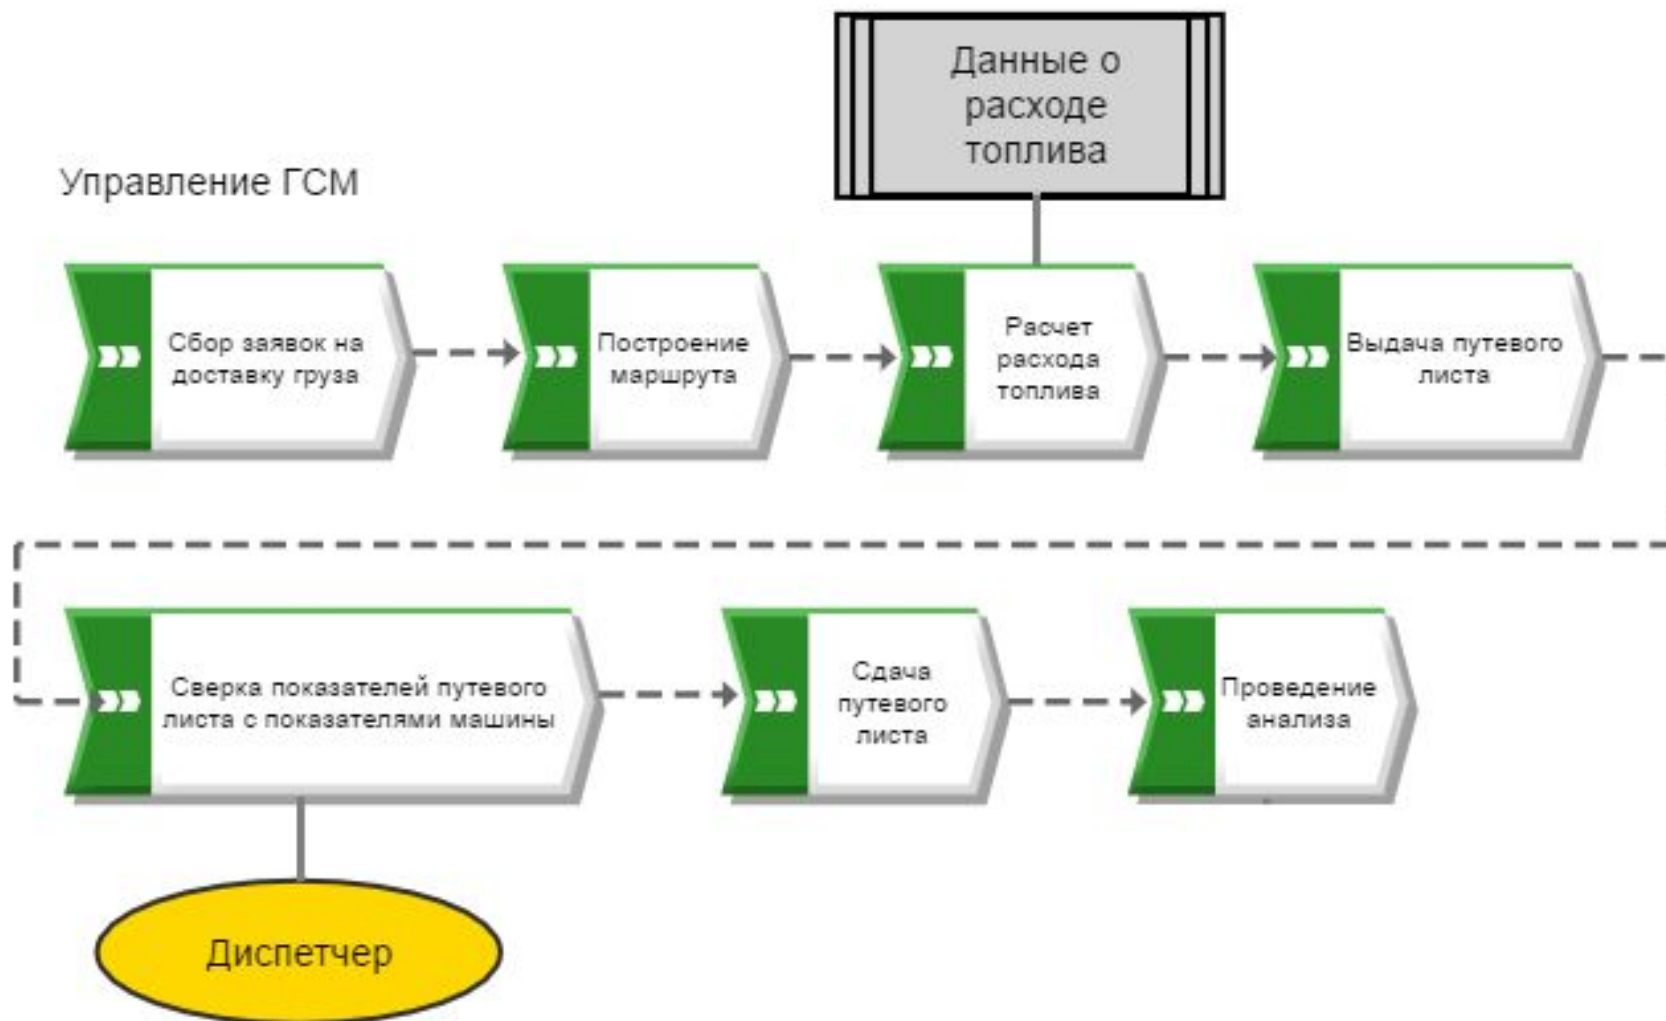 Данные о
расходе
топлива
Управление ГСМ
Сбор заявок на
доставку груза
Построение
маршрута
Расчет
расхода
топлива
Выдача путевого
листа
Сверка показателей путевого
листа с показателями машины
Сдача
путевого
листа
Проведение
анализа
Диспетчер